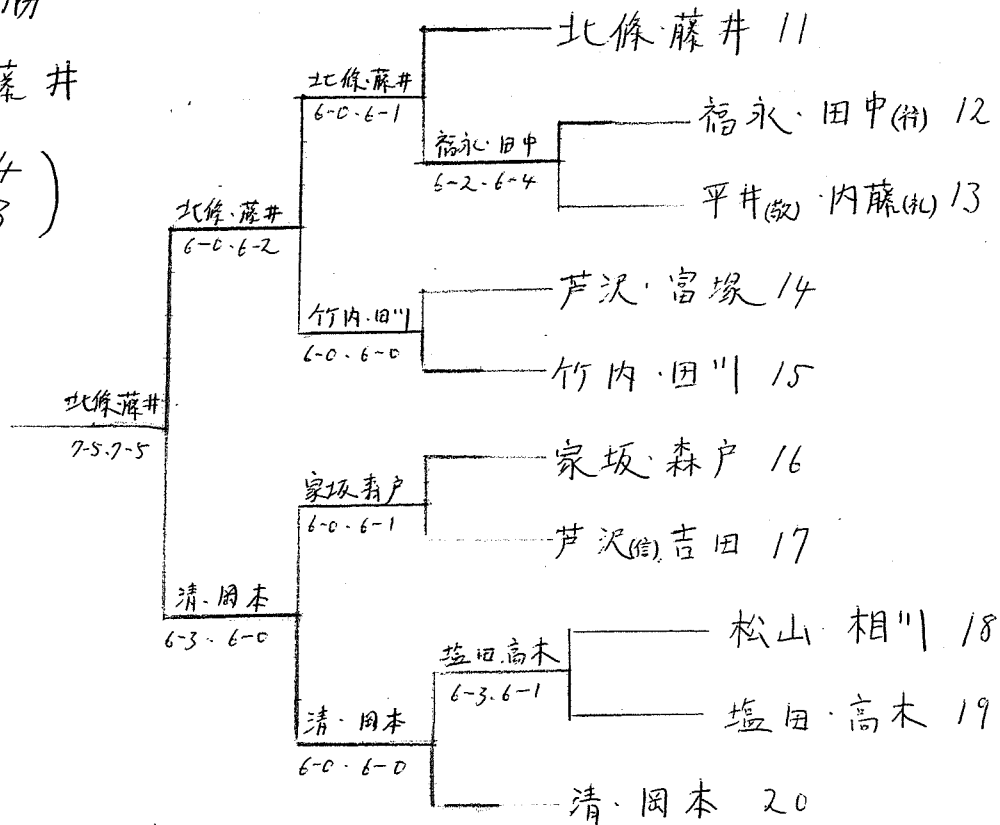 藤井
北條・藤井 11
北條・藤井
6-0・6-1
福永・田中(裕) 12
福永・田中
6-2・6-4
平井(敬)・内藤(礼) 13
北條・藤井
6-0・6-2
芦沢・富塚 14
竹内・田川
6-0・6-0
竹内・田川 15
北條・藤井
7-5.7-5
家坂・森戸 16
家坂・森戸
6-0・6-1
芦沢(信)吉田 17
清・岡本
6-3・6-0
松山 相川 18
塩田.高木
6-3.6-1
塩田・高木 19
清・岡本
6-0・6-0
清・岡本 20